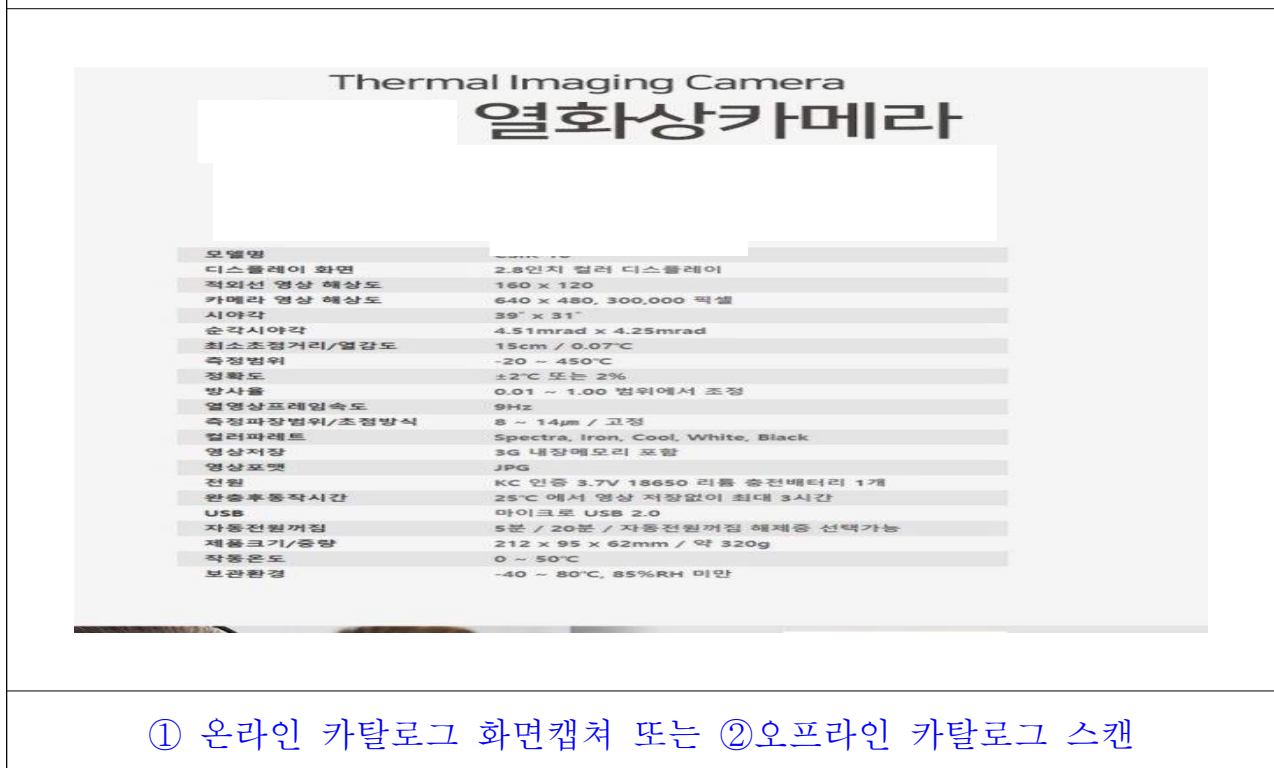 Thermal Imaging Camera
열화상카메라
모델명
디스플레이 화면 2.8인치 컬러 디스플레이
적외선 영상 해상도 160 x 120
카메라 영상 해상도 640 x 480, 300,000 픽셀
시야각 39° x 31°
순각시야각 4.51mrad x 4.25mrad
최소초점거리/열감도 15cm / 0.07℃
측정범위 -20 ~ 450℃
정확도 ±2℃ 또는 2%
방사율 0.01 ~ 1.00 범위에서 조정
열영상프레임속도 9Hz
측정파장범위/초점방식 8 ~ 14㎛ / 고정
컬러파레트 Spectra, Iron, Cool, White, Black
영상저장 3G 내장메모리 포함
영상포맷 JPG
전원 KC 인증 3.7V 18650 리튬 충전배터리 1개
완충후동작시간 25℃ 에서 영상 저장없이 최대 3시간
USB 마이크로 USB 2.0
자동전원꺼짐 5분 / 20분 / 자동전원꺼짐 해제중 선택가능
제품크기/중량 212 x 95 x 62mm / 약 320g
작동온도 0 ~ 50℃
보관환경 -40 ~ 80℃, 85%RH 미만
① 온라인 카탈로그 화면캡쳐 또는 ②오프라인 카탈로그 스캔